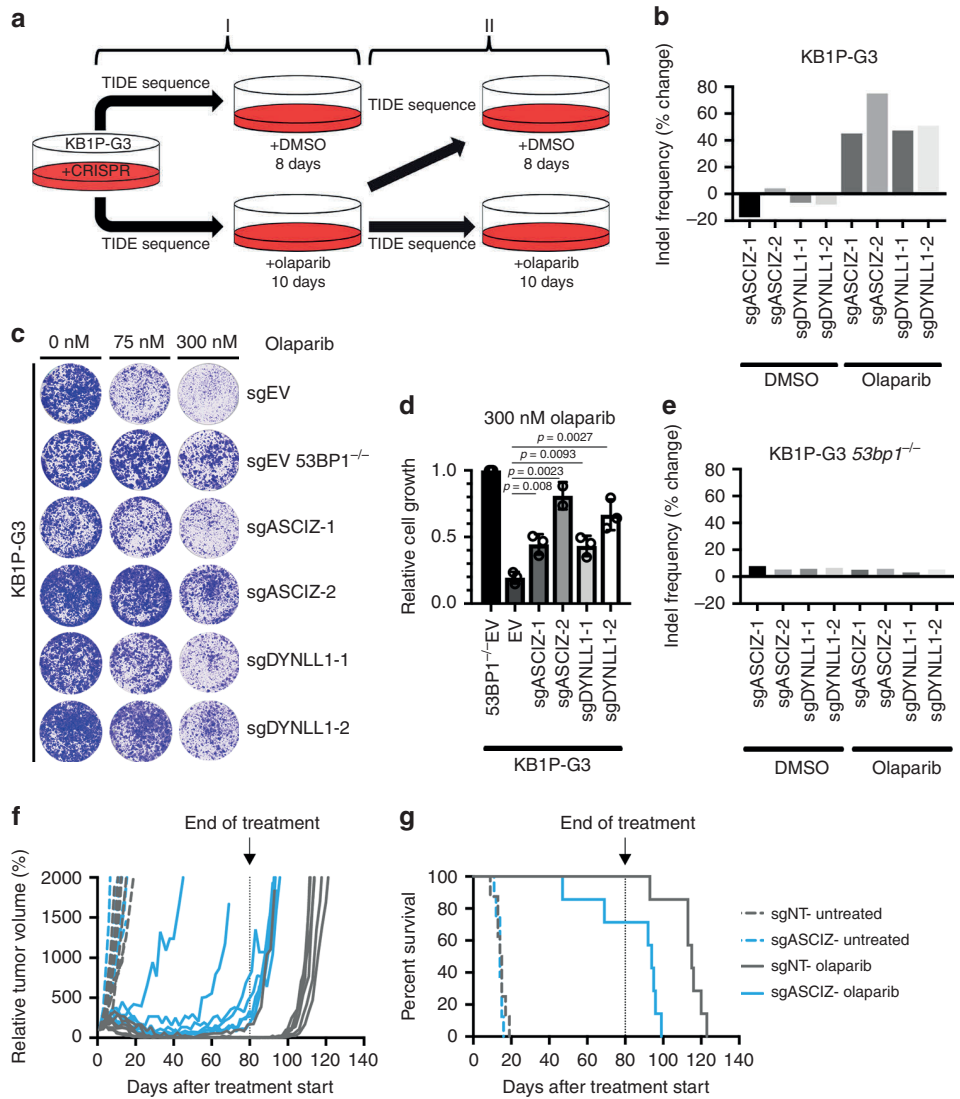 a
I
II
TIDE sequence
TIDE sequence
KB1P-G3
+CRISPR
+DMSO
8 days
+DMSO
8 days
TIDE sequence
TIDE sequence
+olaparib
10 days
+olaparib
10 days
b
KB1P-G3
Indel frequency (% change)
80
60
40
20
0
–20
sgASCIZ-1
sgASCIZ-2
sgDYNLL1-1
sgDYNLL1-2
sgASCIZ-1
sgASCIZ-2
sgDYNLL1-1
sgDYNLL1-2
DMSO
Olaparib
c
0 nM 75 nM 300 nM Olaparib
KB1P-G3
sgEV
sgEV 53BP1–/–
sgASCIZ-1
sgASCIZ-2
sgDYNLL1-1
sgDYNLL1-2
d
300 nM olaparib
p = 0.0027
p = 0.0093
p = 0.0023
p = 0.008
Relative cell growth
1.0
0.5
0.0
53BP1–/–EV
EV
sgASCIZ-1
sgASCIZ-2
sgDYNLL1-1
sgDYNLL1-2
KB1P-G3
e
KB1P-G3 53bp1–/–
Indel frequency (% change)
80
60
40
20
0
–20
sgASCIZ-1
sgASCIZ-2
sgDYNLL1-1
sgDYNLL1-2
sgASCIZ-1
sgASCIZ-2
sgDYNLL1-1
sgDYNLL1-2
DMSO
Olaparib
f
End of treatment
Relative tumor volume (%)
2000
1500
1000
500
0
0 20 40 60 80 100 120 140
Days after treatment start
g
End of treatment
Percent survival
100
80
60
40
20
0
0 20 40 60 80 100 120 140
Days after treatment start
sgNT- untreated
sgASCIZ- untreated
sgNT- olaparib
sgASCIZ- olaparib